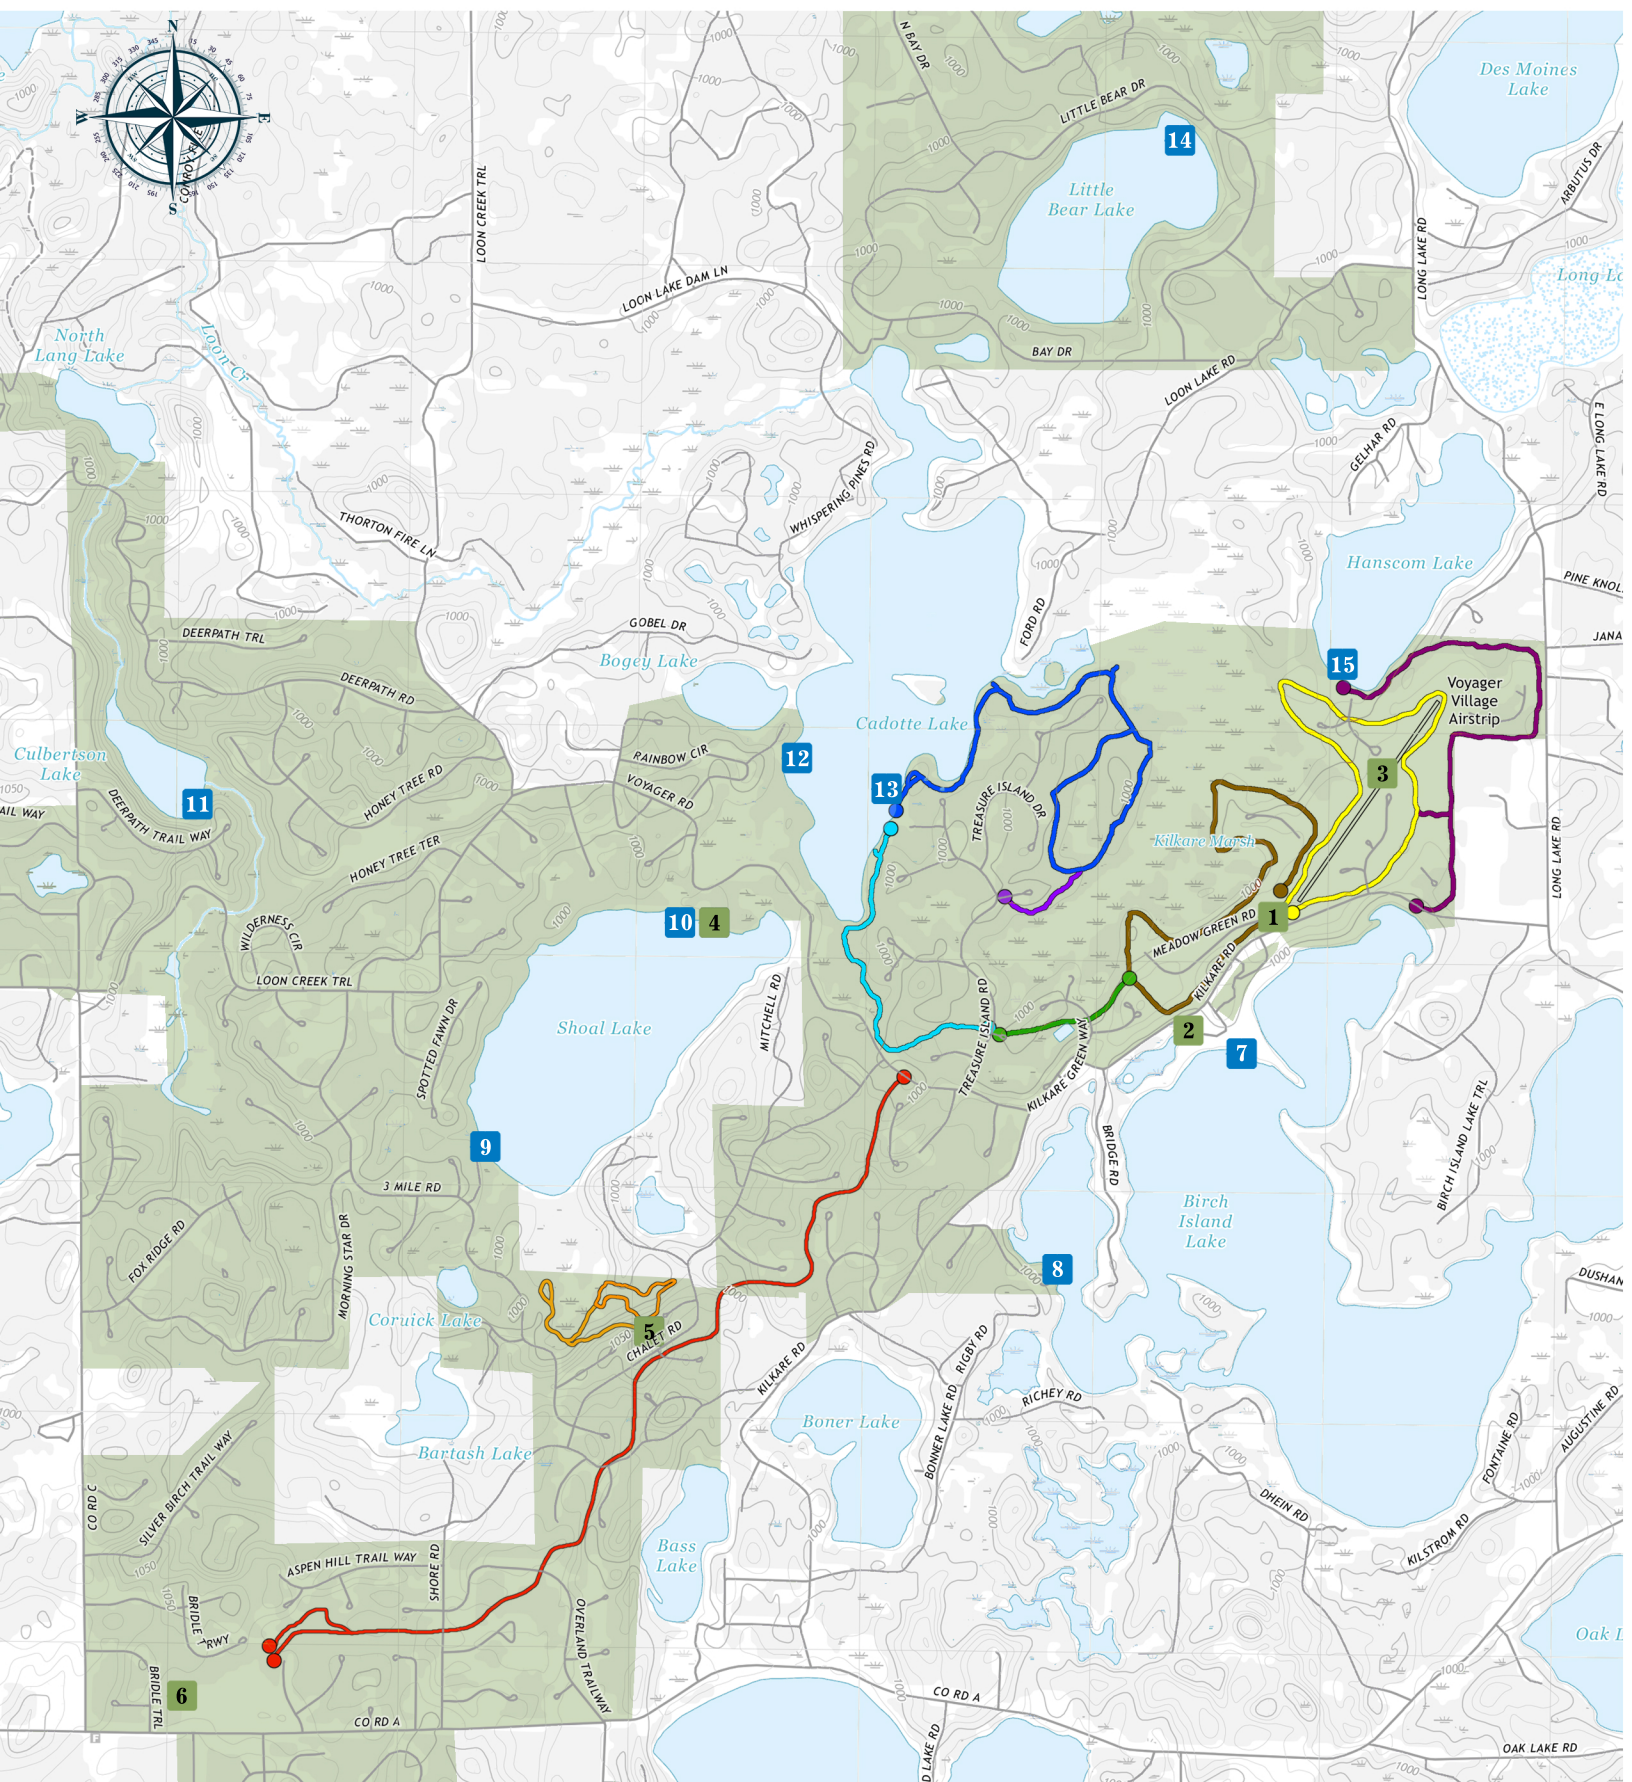 N
W
E
S
CONROY FIRE
N BAY DR
LITTLE BEAR DR
14
Little
Bear Lake
Des Moines
Lake
ARBUTUS DR
LONG LAKE RD
LOON CREEK TRL
LOON LAKE DAM LN
North
Lang Lake
Loon Cr
BAY DR
LOON LAKE RD
GELHAR RD
E LONG LAKE RD
WHISPERING PINES RD
THORTON FIRE LN
Hanscom Lake
PINE KNOL
FORD RD
GOBEL DR
JANA
DEERPATH TRL
DEERPATH RD
Bogey Lake
15
Voyager
Village
Airstrip
Cadotte Lake
Culbertson
Lake
RAINBOW CIR
VOYAGER RD
12
13
3
HONEY TREE RD
11
AIL WAY
DEERPATH TRAIL WAY
TREASURE ISLAND DR
Kilkare Marsh
HONEY TREE TER
LONG LAKE RD
10
4
1
MEADOW GREEN RD
WILDERNESS CIR
LOON CREEK TRL
KILKARE RD
MITCHELL RD
Shoal Lake
SPOTTED FAWN DR
TREASURE ISLAND RD
2
7
KILKARE GREEN WAY
9
BRIDGE RD
BIRCH ISLAND LAKE TRL
3 MILE RD
Birch
Island
Lake
FOX RIDGE RD
MORNING STAR DR
8
DUSHAN
Coruick Lake
5
CHALET RD
KILKARE RD
RIGBY RD
RICHEY RD
Boner Lake
BONNER LAKE RD
Bartash Lake
SILVER BIRCH TRAIL WAY
CO RD C
FONTAINE RD
AUGUSTINE RD
DHEIN RD
KILSTROM RD
Bass
Lake
ASPEN HILL TRAIL WAY
SHORE RD
BRIDLE TRWY
OVERLAND TRAILWAY
Oak L
6
BRIDLE TRL
CO RD A
CO RD A
D LAKE RD
OAK LAKE RD